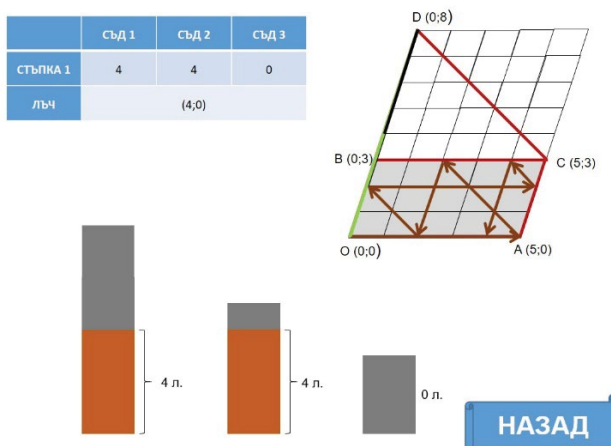 СЪД 1 СЪД 2 СЪД 3
СТЪПКА 1 4 4 0
ЛЪЧ (4;0)
D (0;8)
B (0;3)
C (5;3)
O (0;0)
A (5;0)
4 л.
4 л.
0 л.
НАЗАД